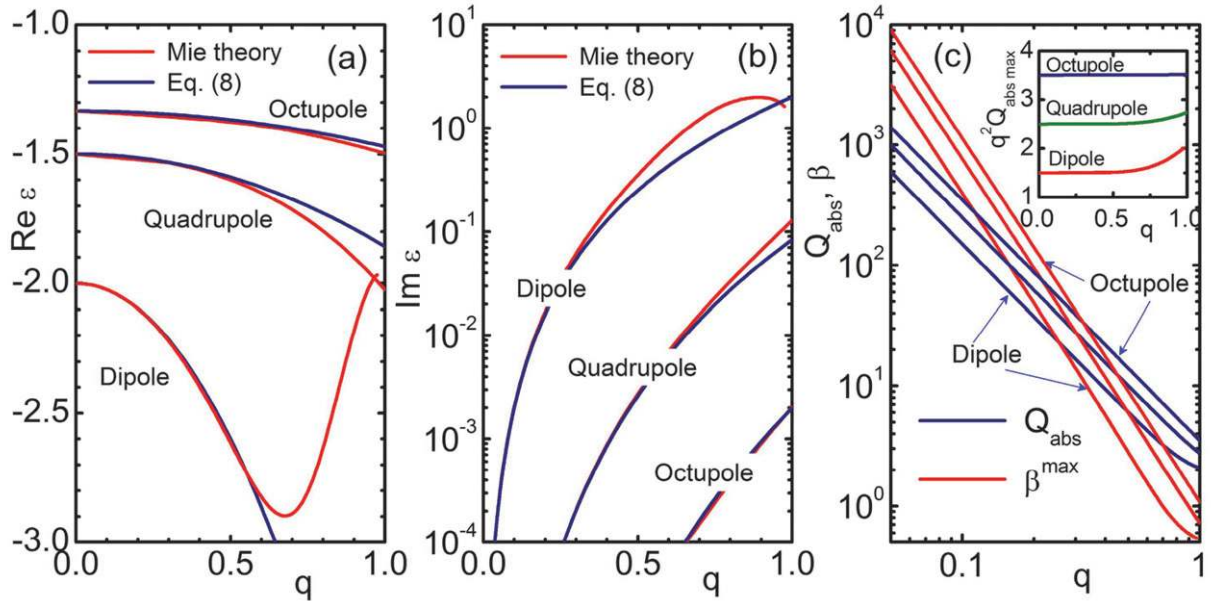 -1.0
-1.5
-2.0
-2.5
-3.0
Re ε
Mie theory
Eq. (8)
(a)
Octupole
Quadrupole
Dipole
0.0
0.5
1.0
q
10²
10¹
10⁰
10⁻¹
10⁻²
10⁻³
10⁻⁴
Im ε
Mie theory
Eq. (8)
(b)
Dipole
Quadrupole
Octupole
0.0
0.5
1.0
q
10⁴
10³
10²
10¹
10⁰
Q_abs, β
(c)
4
3
2
1
q²Q_abs max
Octupole
Quadrupole
Dipole
0.0
0.5
1.0
q
Octupole
Dipole
Q_abs
β^max
0.1
1
q